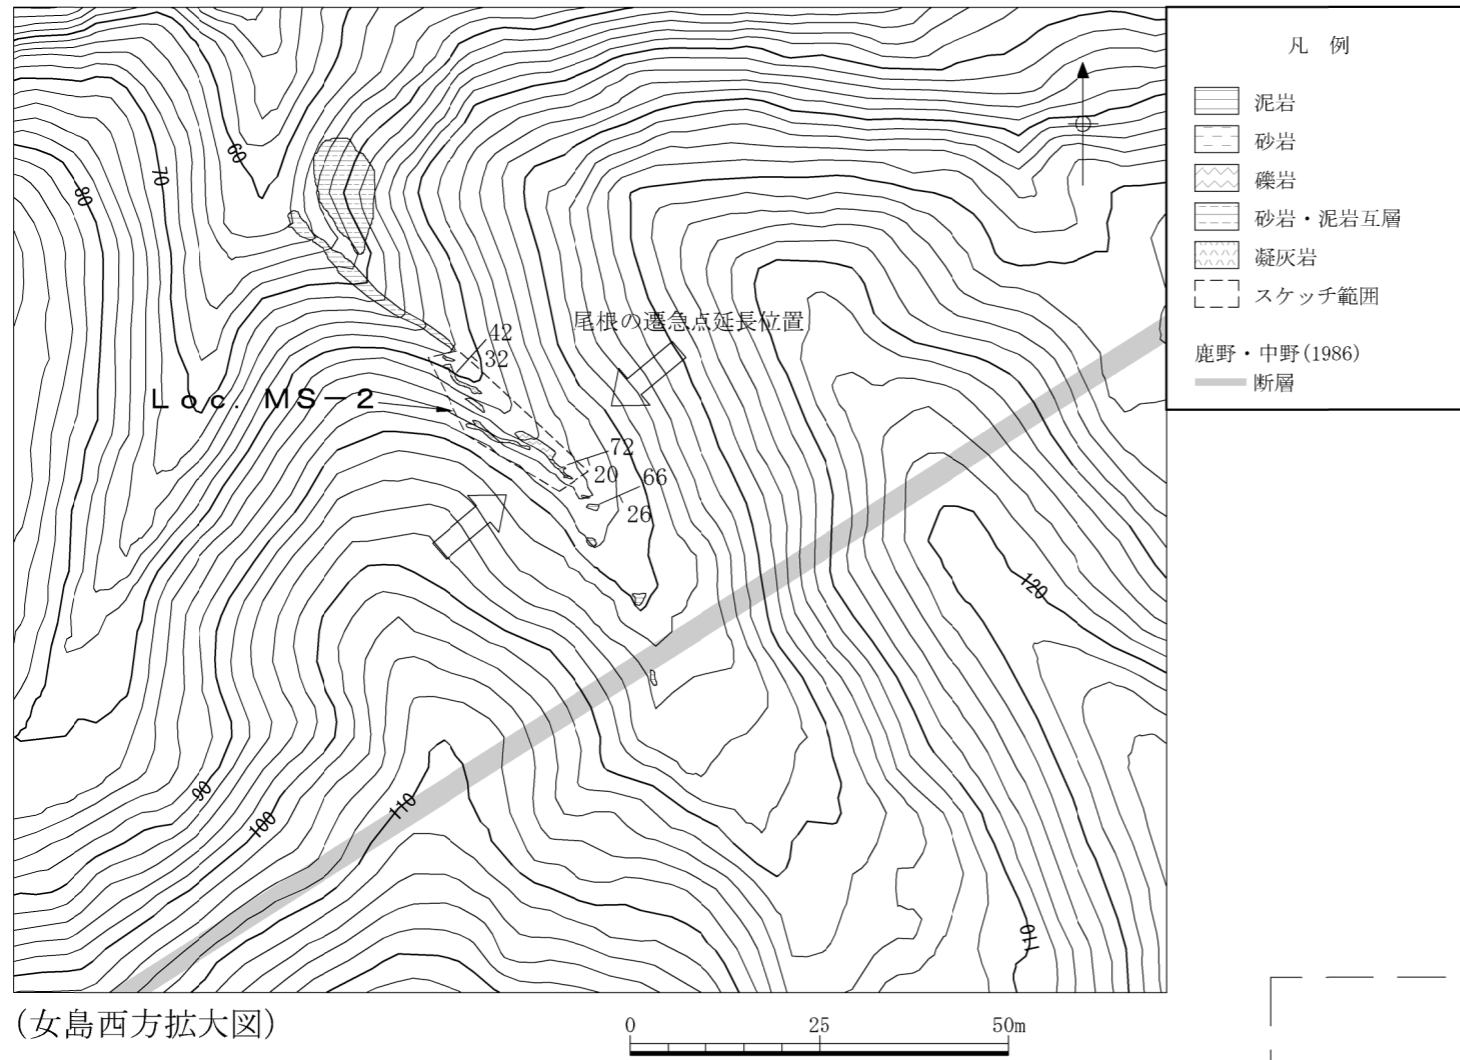 60
70
80
尾根の遷急点延長位置
42
32
Loc. MS-2
72
20
66
26
120
90
100
110
110
凡 例
泥岩
砂岩
礫岩
砂岩・泥岩互層
凝灰岩
スケッチ範囲
鹿野・中野(1986)
断層
(女島西方拡大図)
0 25 50m